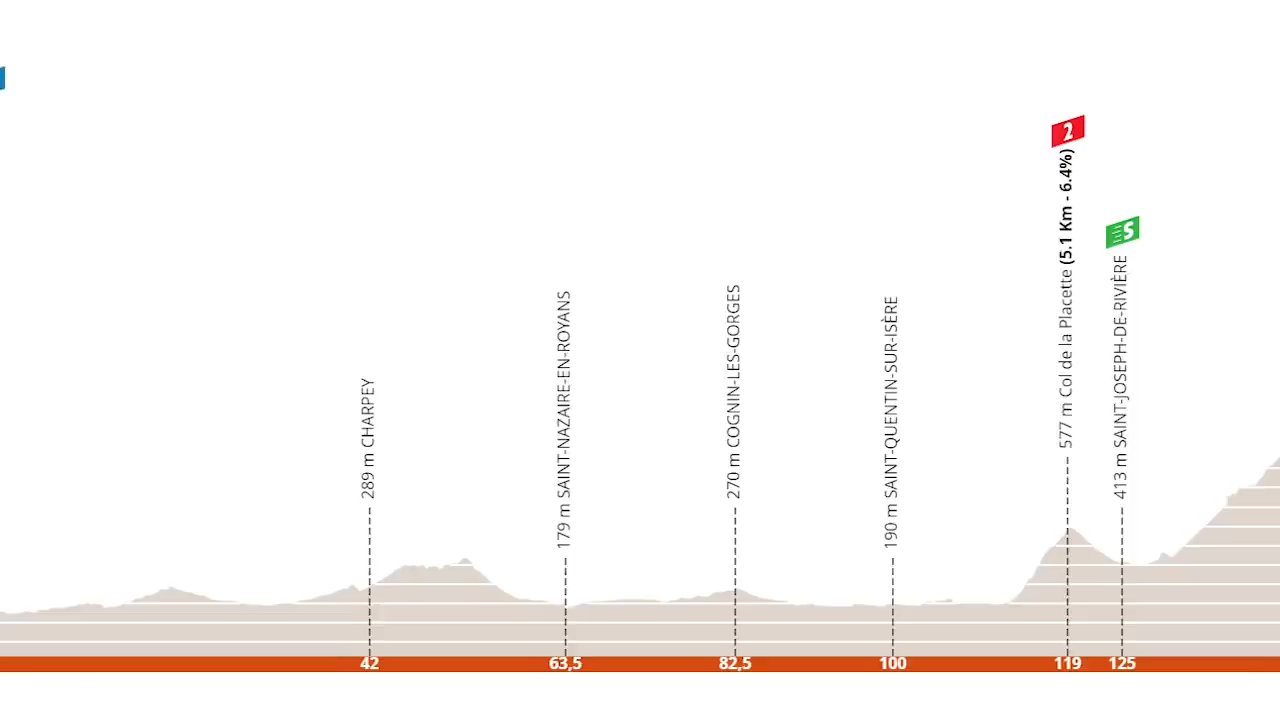 289 m CHARPEY
179 m SAINT-NAZAIRE-EN-ROYANS
270 m COGNIN-LES-GORGES
190 m SAINT-QUENTIN-SUR-ISÈRE
2
577 m Col de la Placette (5.1 Km - 6.4%)
S
413 m SAINT-JOSEPH-DE-RIVIÈRE
42
63,5
82,5
100
119
125